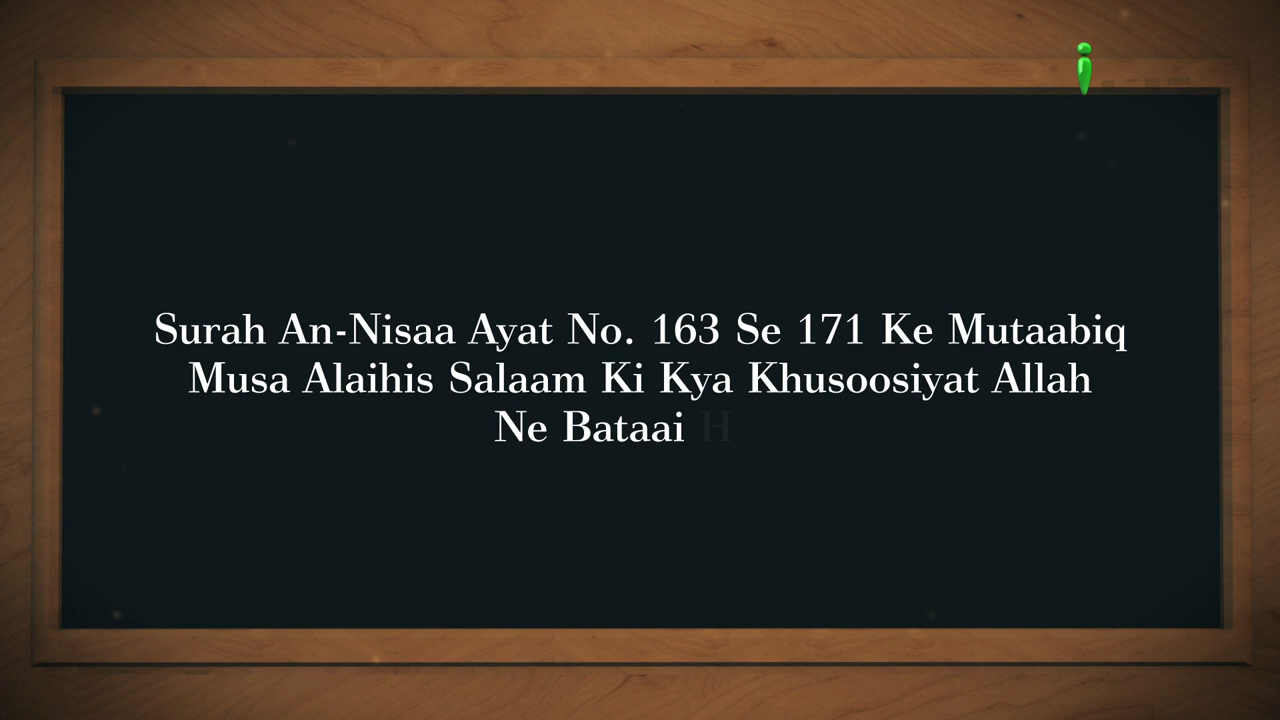 Surah An-Nisaa Ayat No. 163 Se 171 Ke Mutaabiq
Musa Alaihis Salaam Ki Kya Khusoosiyat Allah
Ne Bataai H